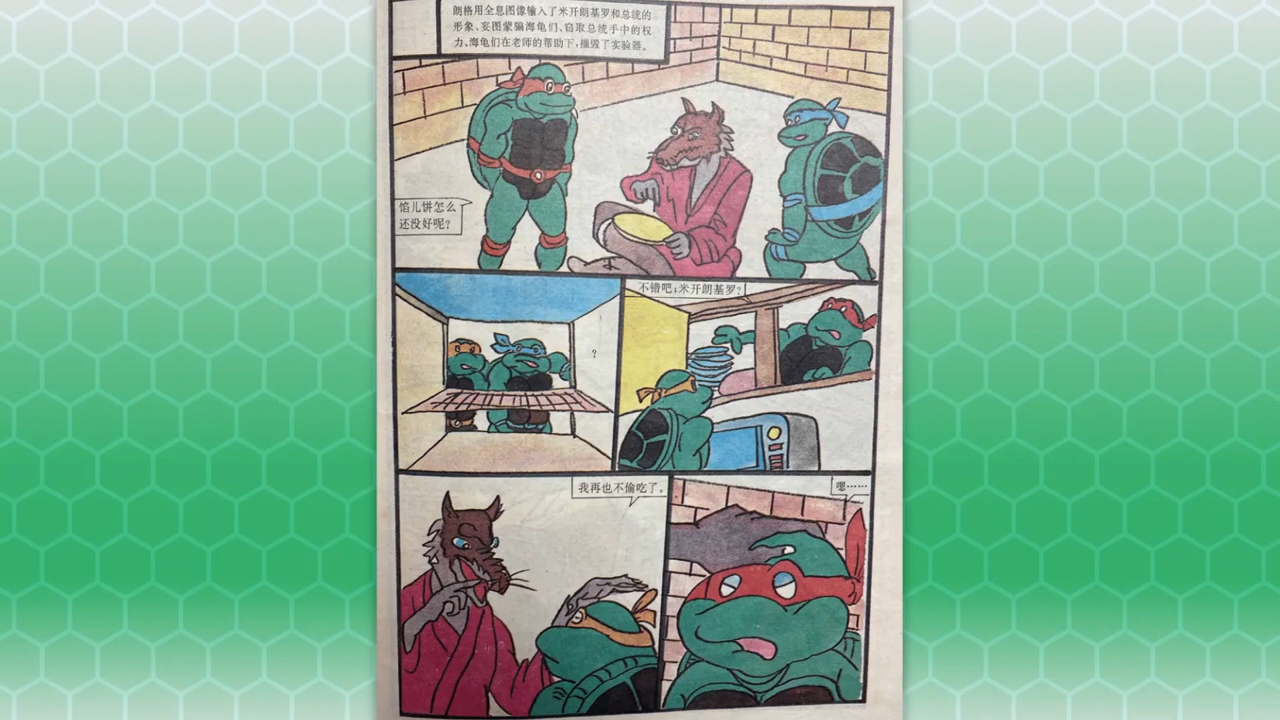 朗格用全息图像输入了米开朗基罗和总统的
形象、妄图蒙骗海龟们、窃取总统手中的权
力、海龟们在老师的帮助下,摧毁了实验器。
馅儿饼怎么
还没好呢?
?
不错吧;米开朗基罗?
我再也不偷吃了。
嗯……